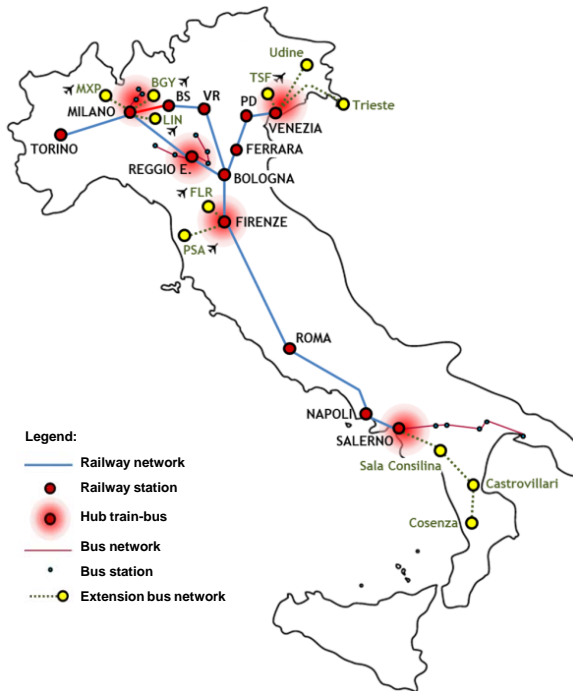 Udine
TSF
BGY
MXP
BS
VR
PD
Trieste
MILANO
LIN
VENEZIA
TORINO
FERRARA
REGGIO E.
BOLOGNA
FLR
FIRENZE
PSA
ROMA
NAPOLI
SALERNO
Sala Consilina
Castrovillari
Cosenza
Legend:
Railway network
Railway station
Hub train-bus
Bus network
Bus station
Extension bus network